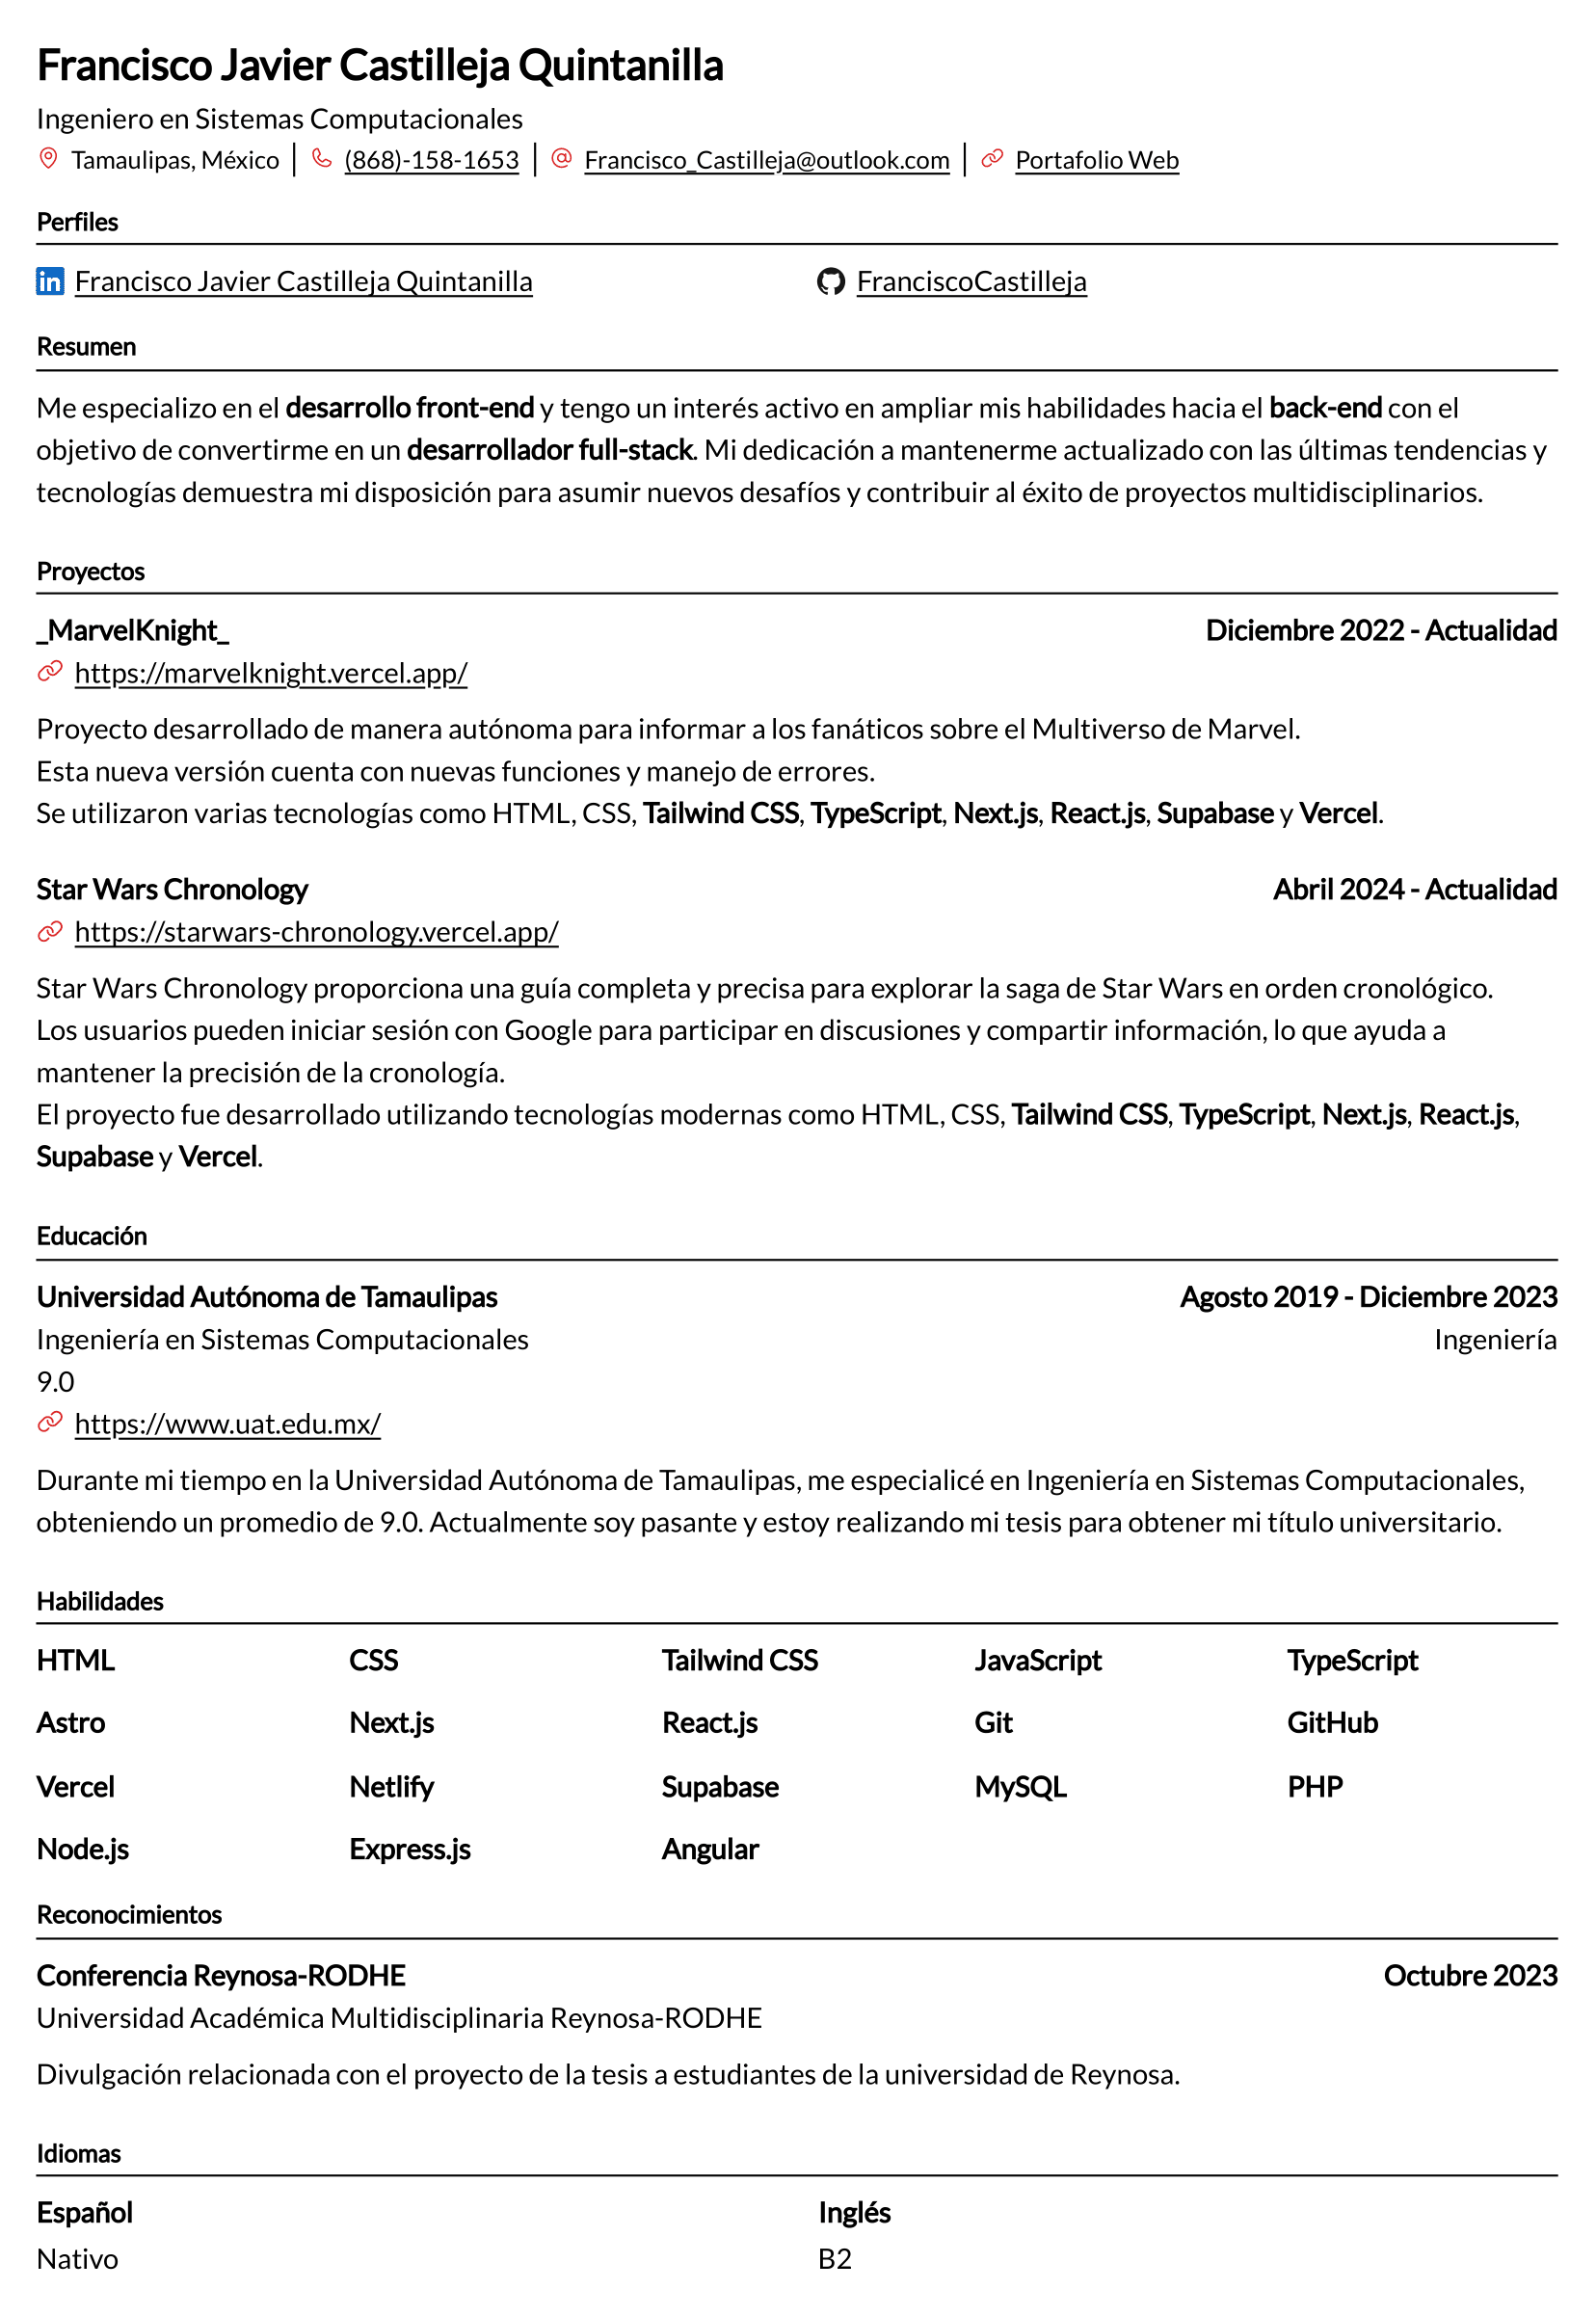 Francisco Javier Castilleja Quintanilla
Ingeniero en Sistemas Computacionales
Tamaulipas, México | (868)-158-1653 | Francisco_Castilleja@outlook.com | Portafolio Web
Perfiles
Francisco Javier Castilleja Quintanilla FranciscoCastilleja
Resumen
Me especializo en el desarrollo front-end y tengo un interés activo en ampliar mis habilidades hacia el back-end con el
objetivo de convertirme en un desarrollador full-stack. Mi dedicación a mantenerme actualizado con las últimas tendencias y
tecnologías demuestra mi disposición para asumir nuevos desafíos y contribuir al éxito de proyectos multidisciplinarios.
Proyectos
_MarvelKnight_ Diciembre 2022 - Actualidad
https://marvelknight.vercel.app/
Proyecto desarrollado de manera autónoma para informar a los fanáticos sobre el Multiverso de Marvel.
Esta nueva versión cuenta con nuevas funciones y manejo de errores.
Se utilizaron varias tecnologías como HTML, CSS, Tailwind CSS, TypeScript, Next.js, React.js, Supabase y Vercel.
Star Wars Chronology Abril 2024 - Actualidad
https://starwars-chronology.vercel.app/
Star Wars Chronology proporciona una guía completa y precisa para explorar la saga de Star Wars en orden cronológico.
Los usuarios pueden iniciar sesión con Google para participar en discusiones y compartir información, lo que ayuda a
mantener la precisión de la cronología.
El proyecto fue desarrollado utilizando tecnologías modernas como HTML, CSS, Tailwind CSS, TypeScript, Next.js, React.js,
Supabase y Vercel.
Educación
Universidad Autónoma de Tamaulipas Agosto 2019 - Diciembre 2023
Ingeniería en Sistemas Computacionales Ingeniería
9.0
https://www.uat.edu.mx/
Durante mi tiempo en la Universidad Autónoma de Tamaulipas, me especialicé en Ingeniería en Sistemas Computacionales,
obteniendo un promedio de 9.0. Actualmente soy pasante y estoy realizando mi tesis para obtener mi título universitario.
Habilidades
HTML CSS Tailwind CSS JavaScript TypeScript
Astro Next.js React.js Git GitHub
Vercel Netlify Supabase MySQL PHP
Node.js Express.js Angular
Reconocimientos
Conferencia Reynosa-RODHE Octubre 2023
Universidad Académica Multidisciplinaria Reynosa-RODHE
Divulgación relacionada con el proyecto de la tesis a estudiantes de la universidad de Reynosa.
Idiomas
Español Inglés
Nativo B2